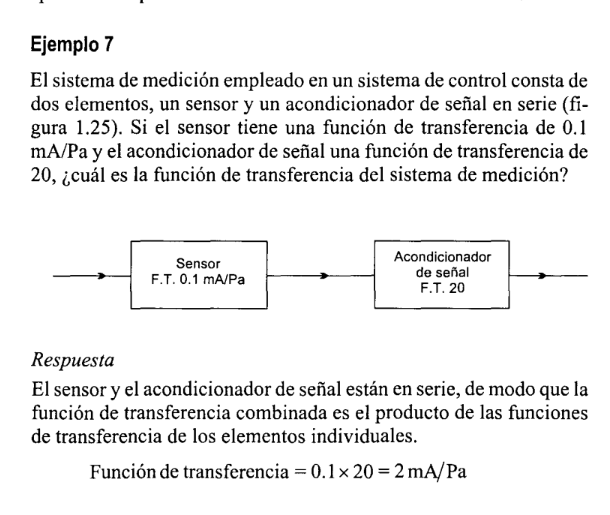 Ejemplo 7
El sistema de medición empleado en un sistema de control consta de
dos elementos, un sensor y un acondicionador de señal en serie (fi-
gura 1.25). Si el sensor tiene una función de transferencia de 0.1
mA/Pa y el acondicionador de señal una función de transferencia de
20, ¿cuál es la función de transferencia del sistema de medición?
Sensor
F.T. 0.1 mA/Pa
Acondicionador
de señal
F.T. 20
Respuesta
El sensor y el acondicionador de señal están en serie, de modo que la
función de transferencia combinada es el producto de las funciones
de transferencia de los elementos individuales.
Función de transferencia = 0.1 × 20 = 2 mA/Pa